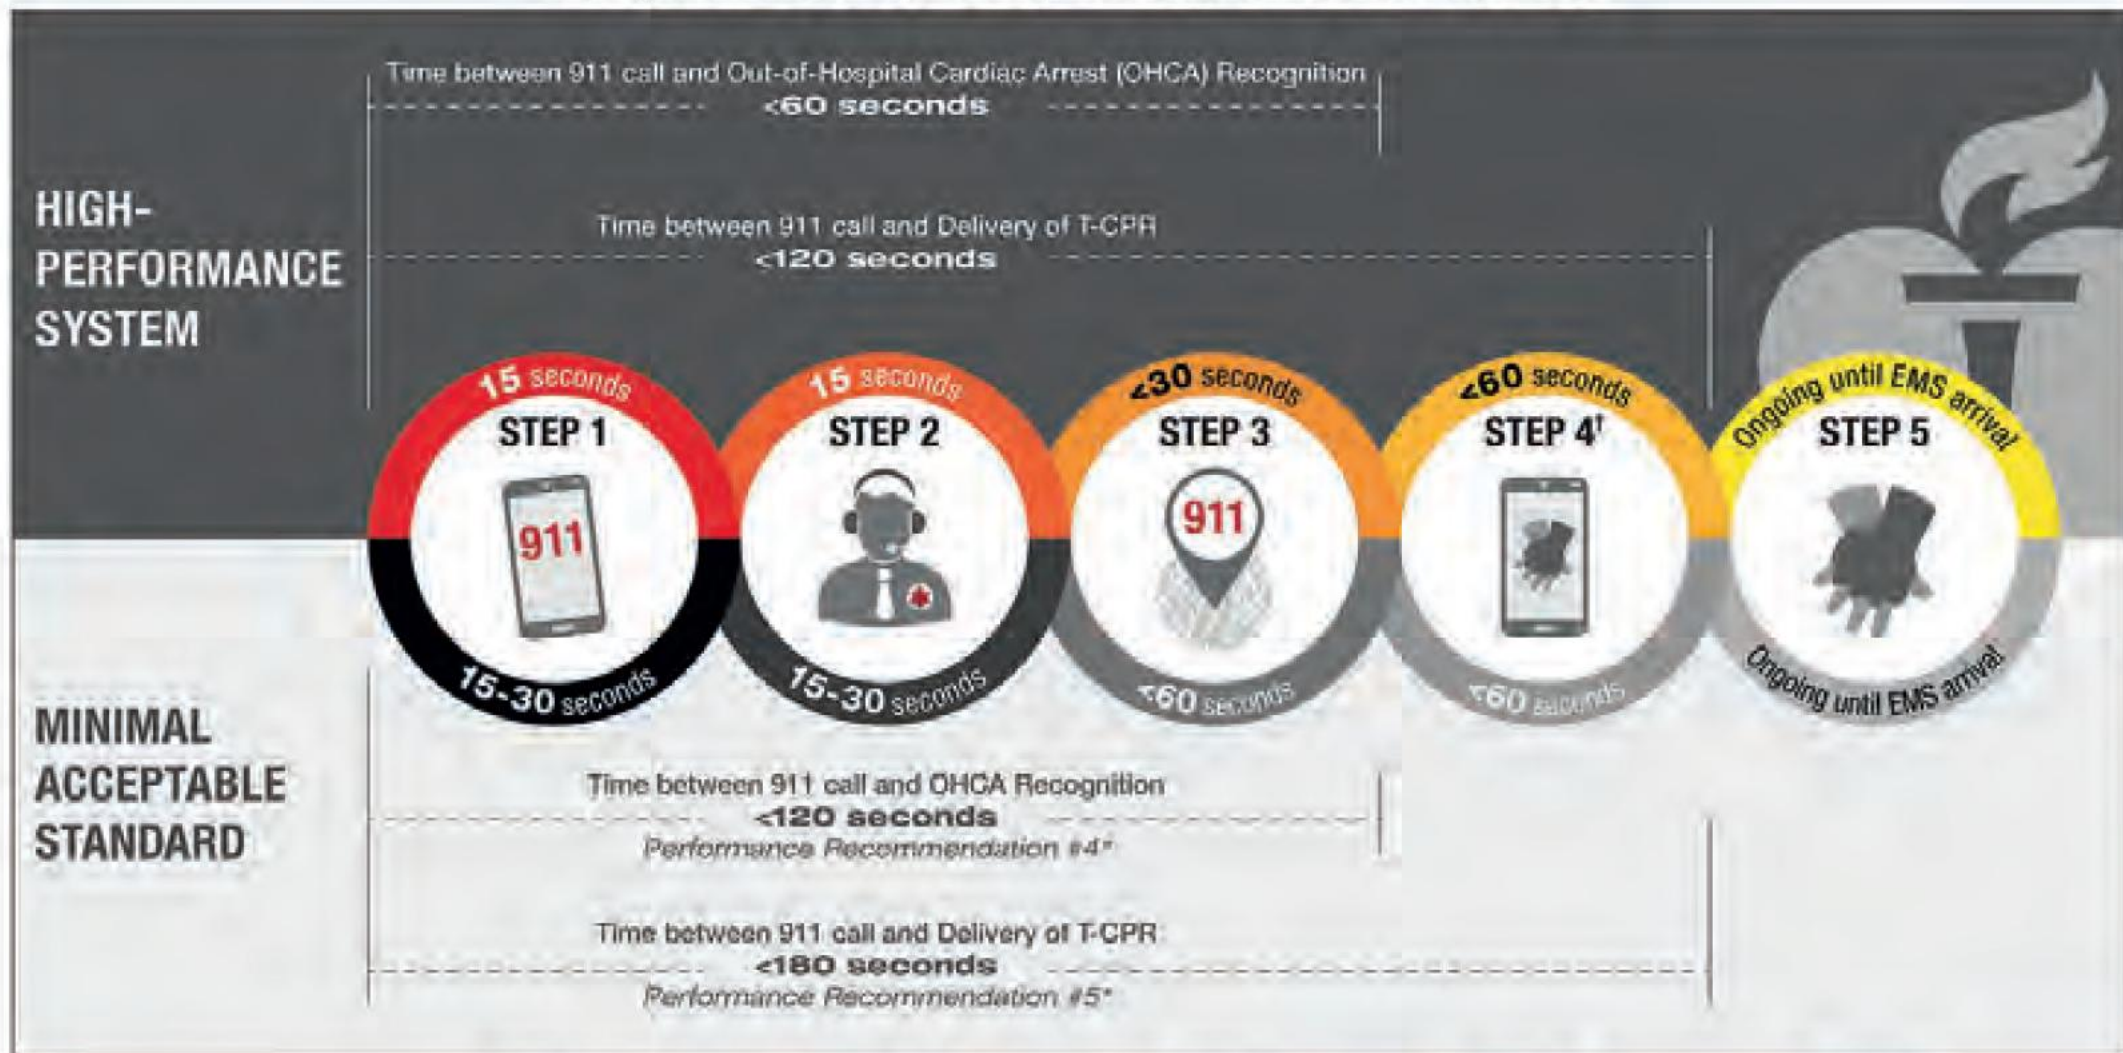 Time between 911 call and Out-of-Hospital Cardiac Arrest (OHCA) Recognition
<60 seconds
HIGH-
PERFORMANCE
SYSTEM
Time between 911 call and Delivery of T-CPR
<120 seconds
15 seconds
STEP 1
911
15-30 seconds
15 seconds
STEP 2
15-30 seconds
<30 seconds
STEP 3
911
<60 seconds
<60 seconds
STEP 4†
<60 seconds
Ongoing until EMS arrival
STEP 5
Ongoing until EMS arrival
MINIMAL
ACCEPTABLE
STANDARD
Time between 911 call and OHCA Recognition
<120 seconds
Performance Recommendation #4*
Time between 911 call and Delivery of T-CPR
<180 seconds
Performance Recommendation #5*